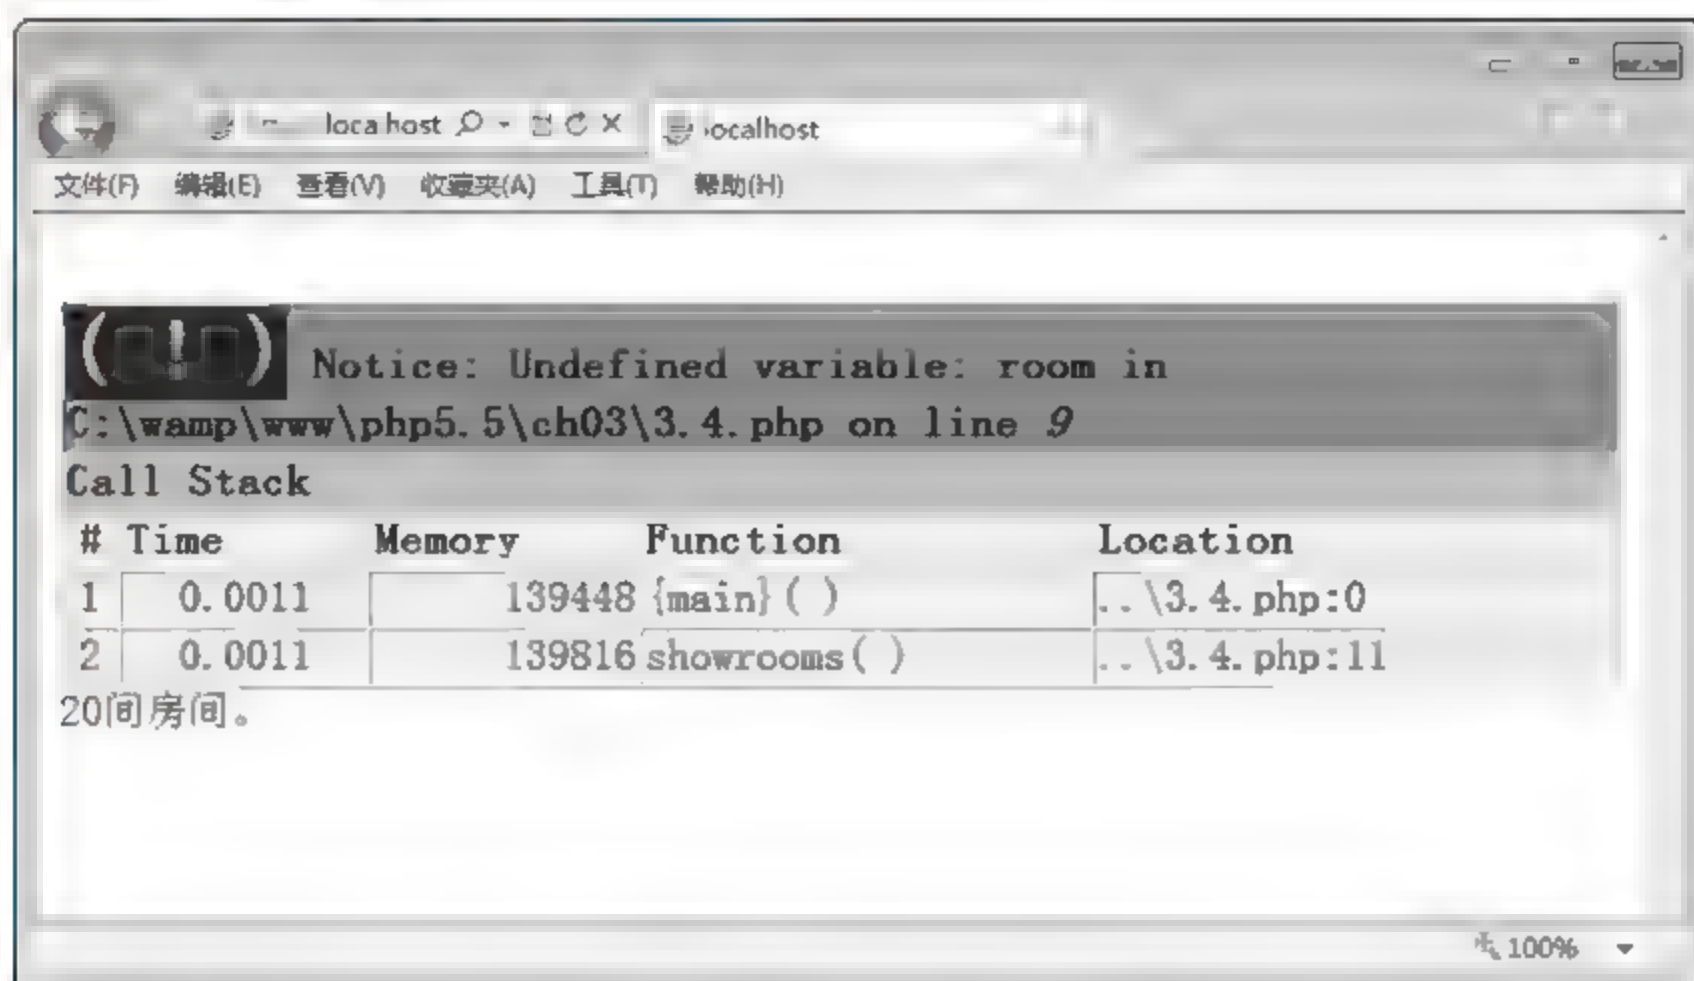 localhost
localhost
文件(F) 编辑(E) 查看(V) 收藏夹(A) 工具(T) 帮助(H)
(!) Notice: Undefined variable: room in
C:\wamp\www\php5.5\ch03\3.4.php on line 9
Call Stack
# Time Memory Function Location
1 0.0011 139448 {main}( ) ..\3.4.php:0
2 0.0011 139816 showrooms( ) ..\3.4.php:11
20间房间。
100%